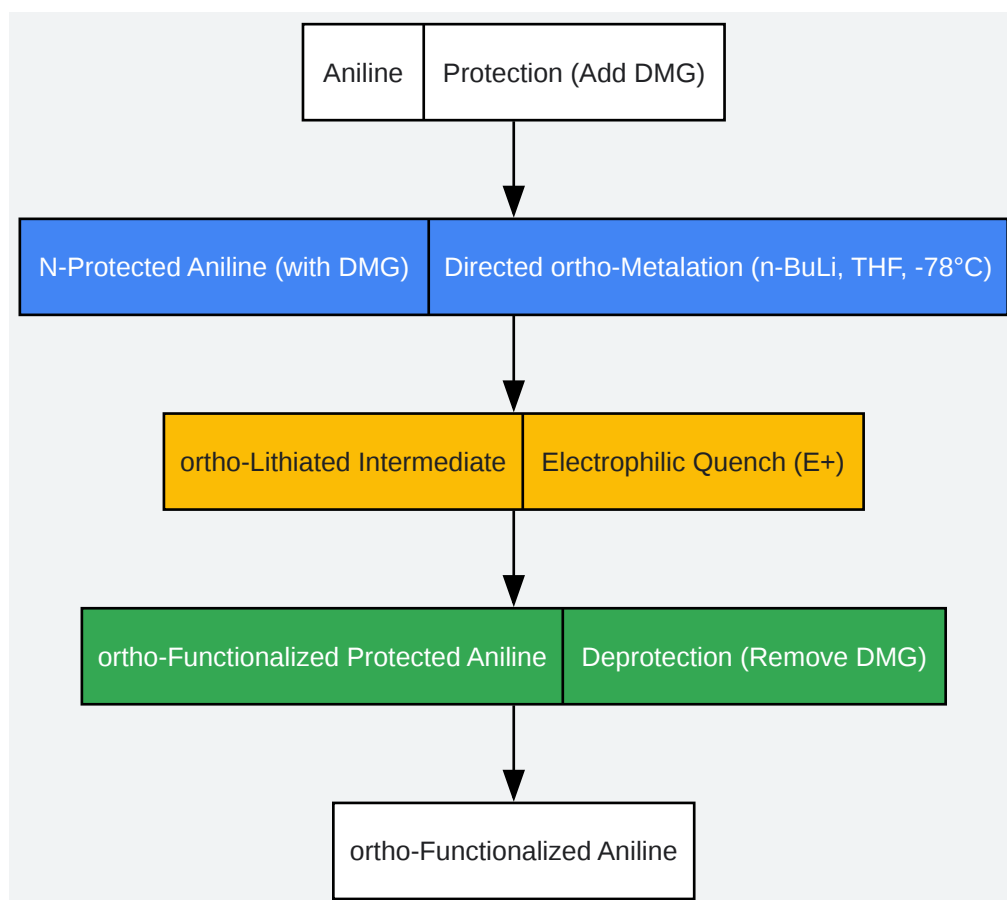 Aniline
Protection (Add DMG)
N-Protected Aniline (with DMG)
Directed ortho-Metalation (n-BuLi, THF, -78°C)
ortho-Lithiated Intermediate
Electrophilic Quench (E+)
ortho-Functionalized Protected Aniline
Deprotection (Remove DMG)
ortho-Functionalized Aniline